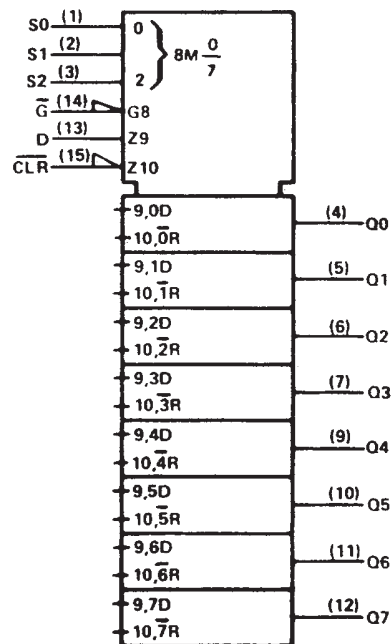 S0 (1) 0
S1 (2) 8M 0/7
S2 (3) 2
G̅ (14) G8
D (13) Z9
C̅L̅R̅ (15) Z10
9,0D (4) Q0
10,0̅R
9,1D (5) Q1
10,1̅R
9,2D (6) Q2
10,2̅R
9,3D (7) Q3
10,3̅R
9,4D (9) Q4
10,4̅R
9,5D (10) Q5
10,5̅R
9,6D (11) Q6
10,6̅R
9,7D (12) Q7
10,7̅R